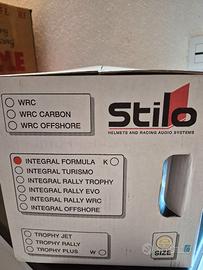 WRC
WRC CARBON
WRC OFFSHORE
Stilo
HELMETS AND RACING AUDIO SYSTEMS
INTEGRAL FORMULA K
INTEGRAL TURISMO
INTEGRAL RALLY TROPHY
INTEGRAL RALLY EVO
INTEGRAL RALLY WRC
INTEGRAL OFFSHORE
TROPHY JET
TROPHY RALLY
TROPHY PLUS W
SIZE